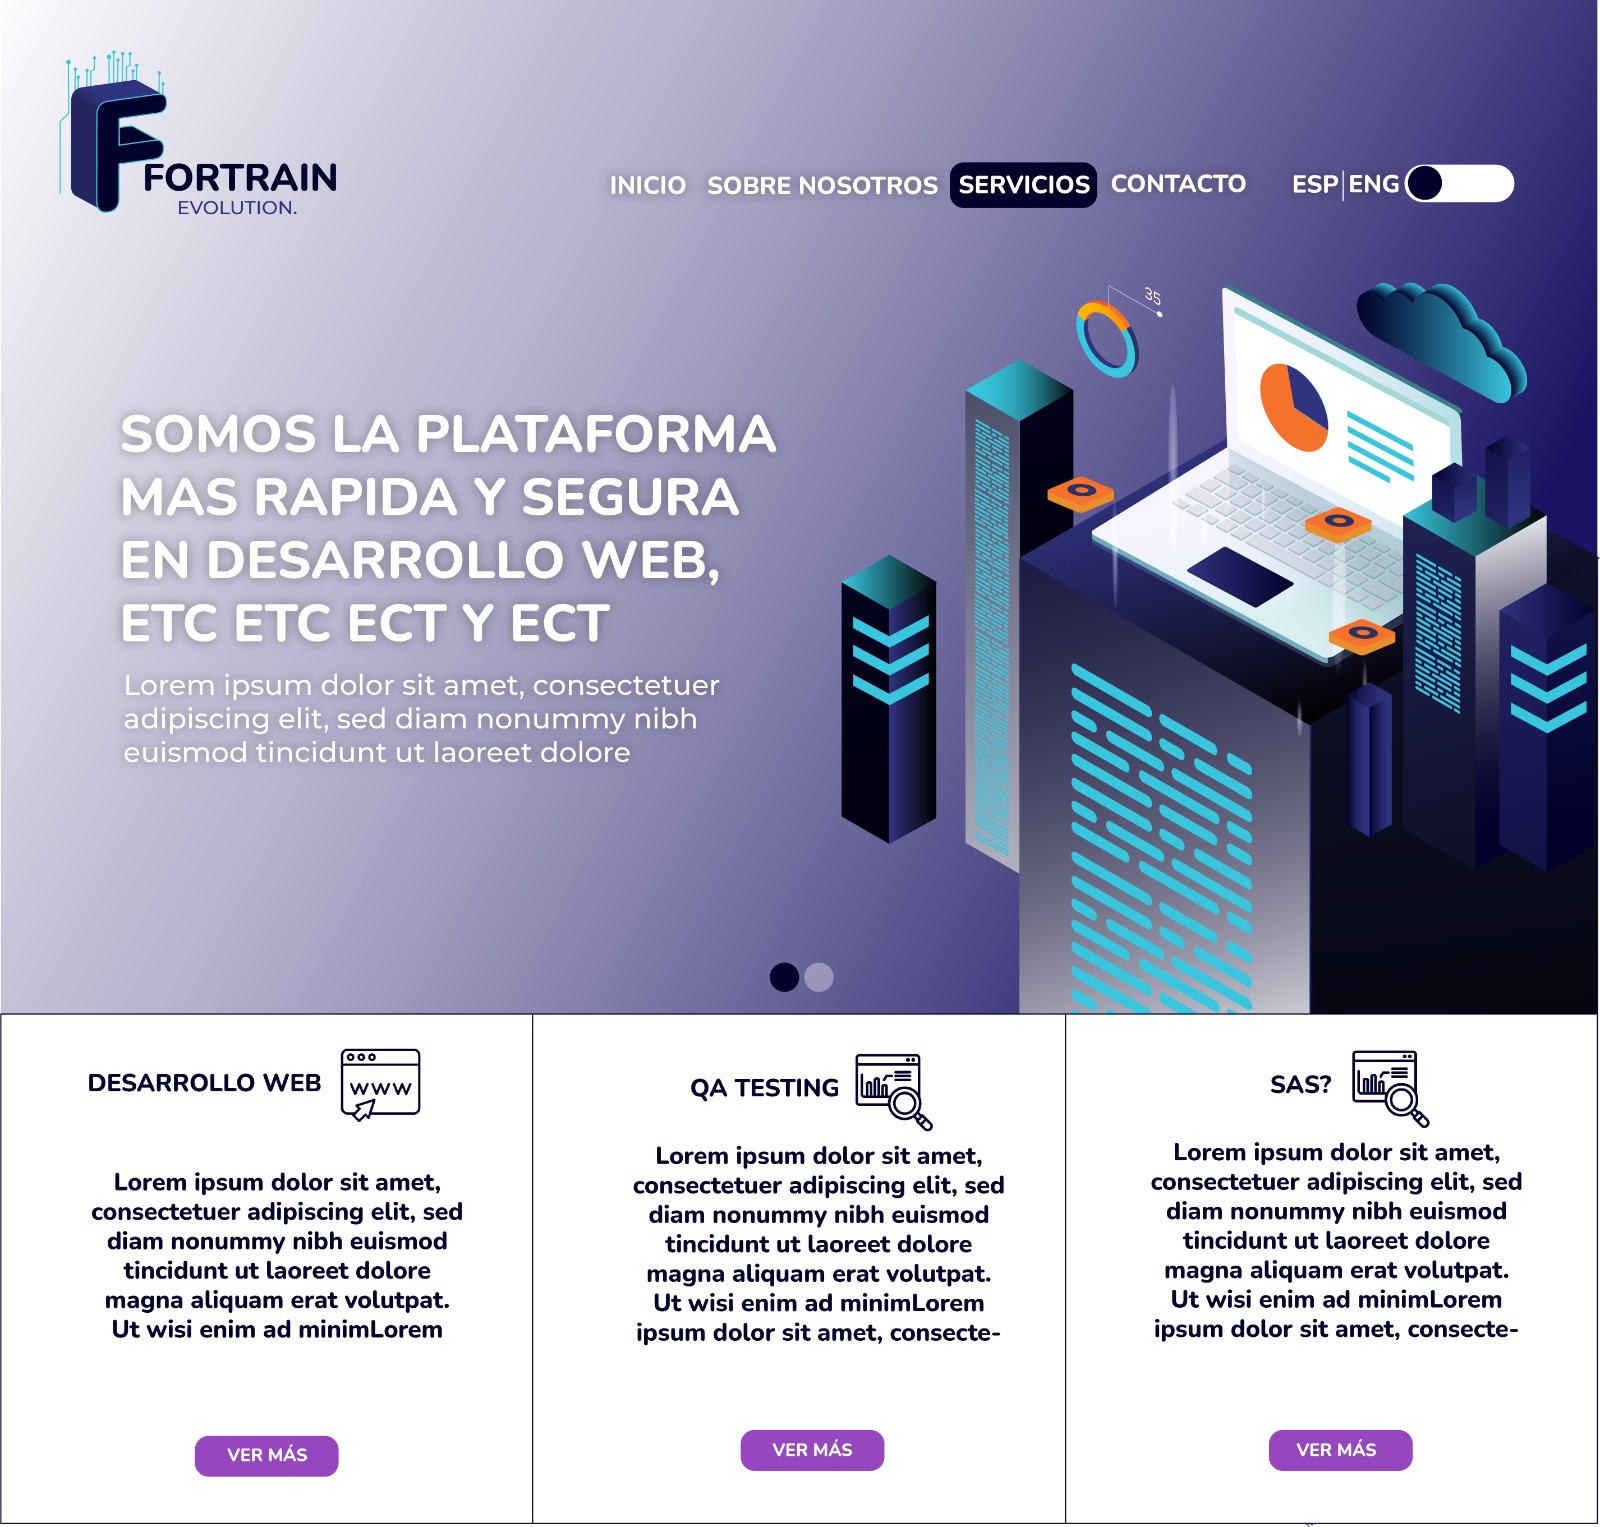 FORTRAIN
EVOLUTION.
INICIO SOBRE NOSOTROS SERVICIOS CONTACTO ESP ENG
35
SOMOS LA PLATAFORMA
MAS RAPIDA Y SEGURA
EN DESARROLLO WEB,
ETC ETC ECT Y ECT
Lorem ipsum dolor sit amet, consectetuer
adipiscing elit, sed diam nonummy nibh
euismod tincidunt ut laoreet dolore
DESARROLLO WEB
WWW
Lorem ipsum dolor sit amet,
consectetuer adipiscing elit, sed
diam nonummy nibh euismod
tincidunt ut laoreet dolore
magna aliquam erat volutpat.
Ut wisi enim ad minimLorem
VER MÁS
QA TESTING
Lorem ipsum dolor sit amet,
consectetuer adipiscing elit, sed
diam nonummy nibh euismod
tincidunt ut laoreet dolore
magna aliquam erat volutpat.
Ut wisi enim ad minimLorem
ipsum dolor sit amet, consecte-
VER MÁS
SAS?
Lorem ipsum dolor sit amet,
consectetuer adipiscing elit, sed
diam nonummy nibh euismod
tincidunt ut laoreet dolore
magna aliquam erat volutpat.
Ut wisi enim ad minimLorem
ipsum dolor sit amet, consecte-
VER MÁS